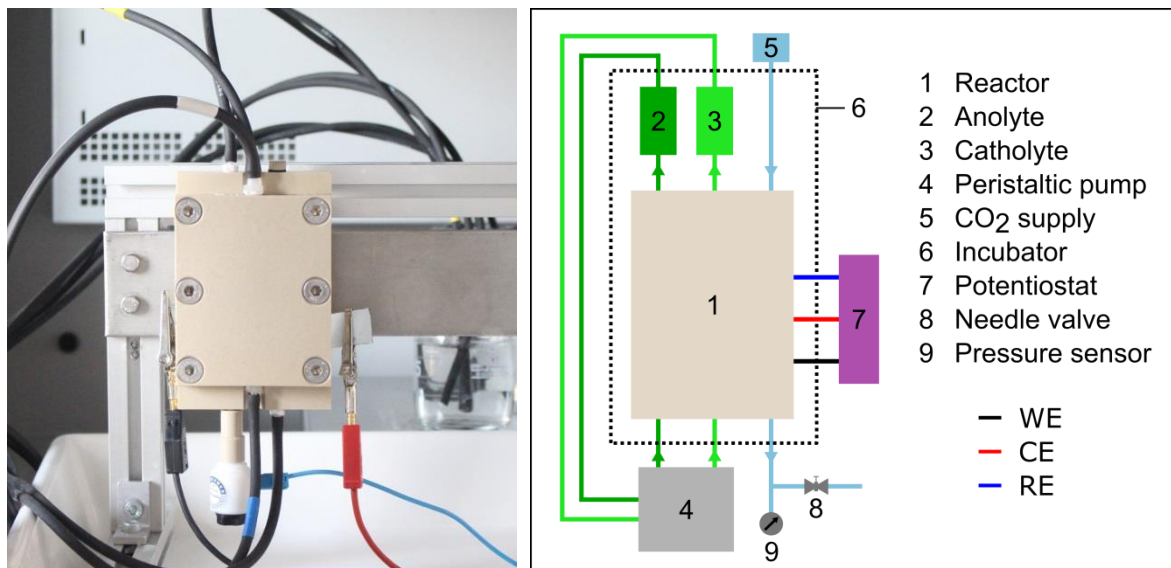 5
2
3
6
1
7
4
8
9
1 Reactor
2 Anolyte
3 Catholyte
4 Peristaltic pump
5 CO2 supply
6 Incubator
7 Potentiostat
8 Needle valve
9 Pressure sensor
WE
CE
RE